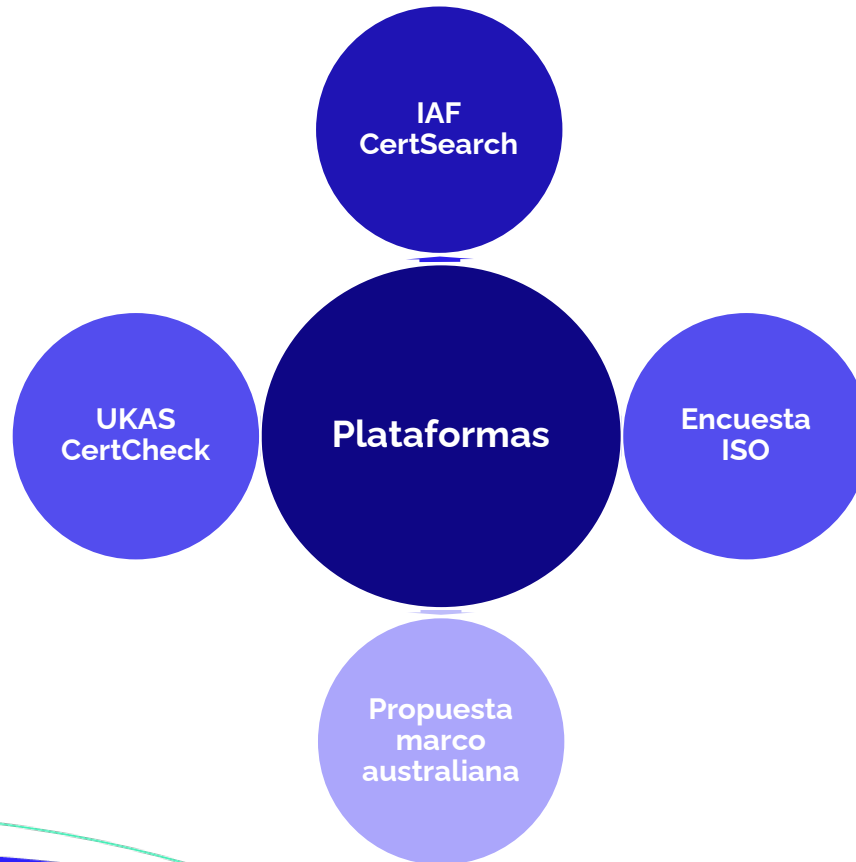 IAF
CertSearch
UKAS
CertCheck
Plataformas
Encuesta
ISO
Propuesta
marco
australiana